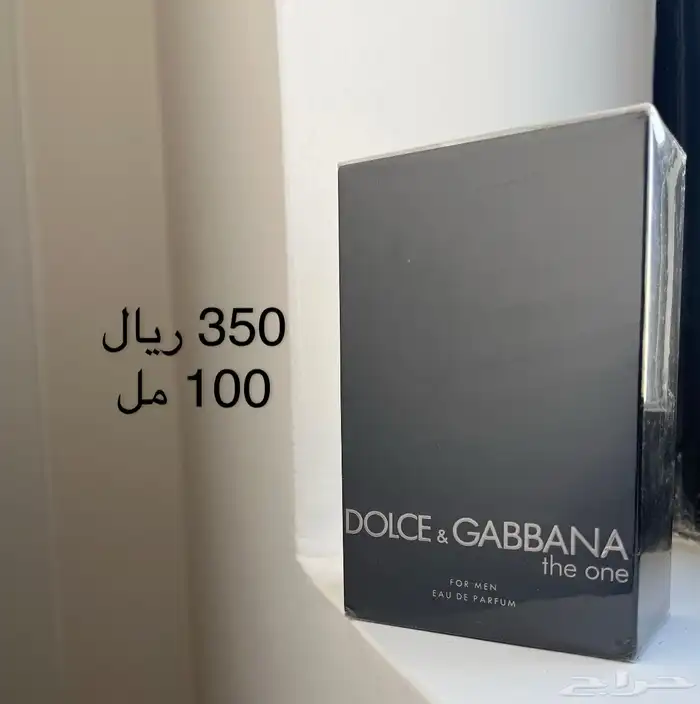 350 ريال
100 مل
DOLCE & GABBANA
the one
FOR MEN
EAU DE PARFUM
حراج